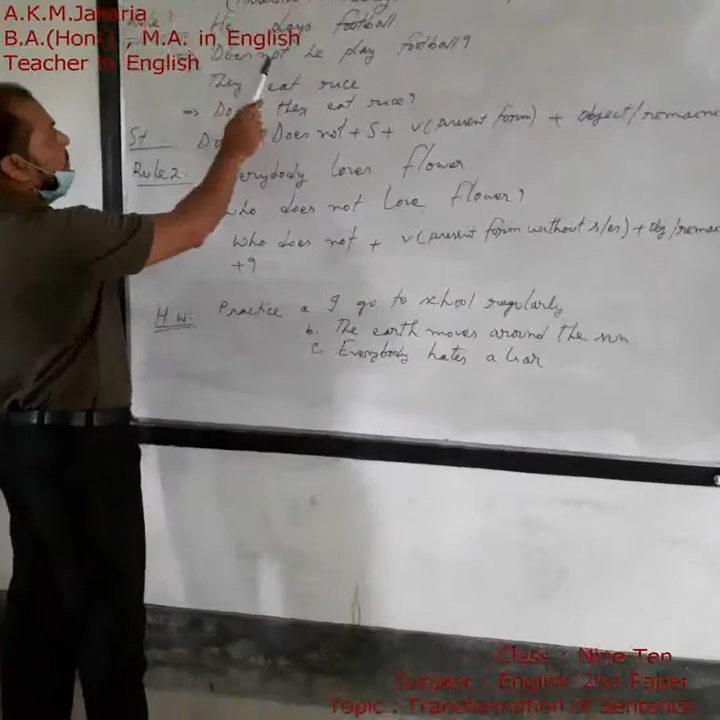 A.K.M.Jakaria
B.A.(Hons) M.A. in English
Teacher in English
He plays football
Does not he play football?
They eat rice
⇒ Do they eat rice?
St Does not + S + v (present form) + object/remaine
Rule 2: Everybody loves flower
Who does not love flower?
Who does not + v (present form without s/es) + obj/remai
+?
H.W: Practice a I go to school regularly
b. The earth moves around the sun
c. Everybody hates a liar
Class : Nine-Ten
Subject : English 2nd Paper
Topic : Transformation of Sentence